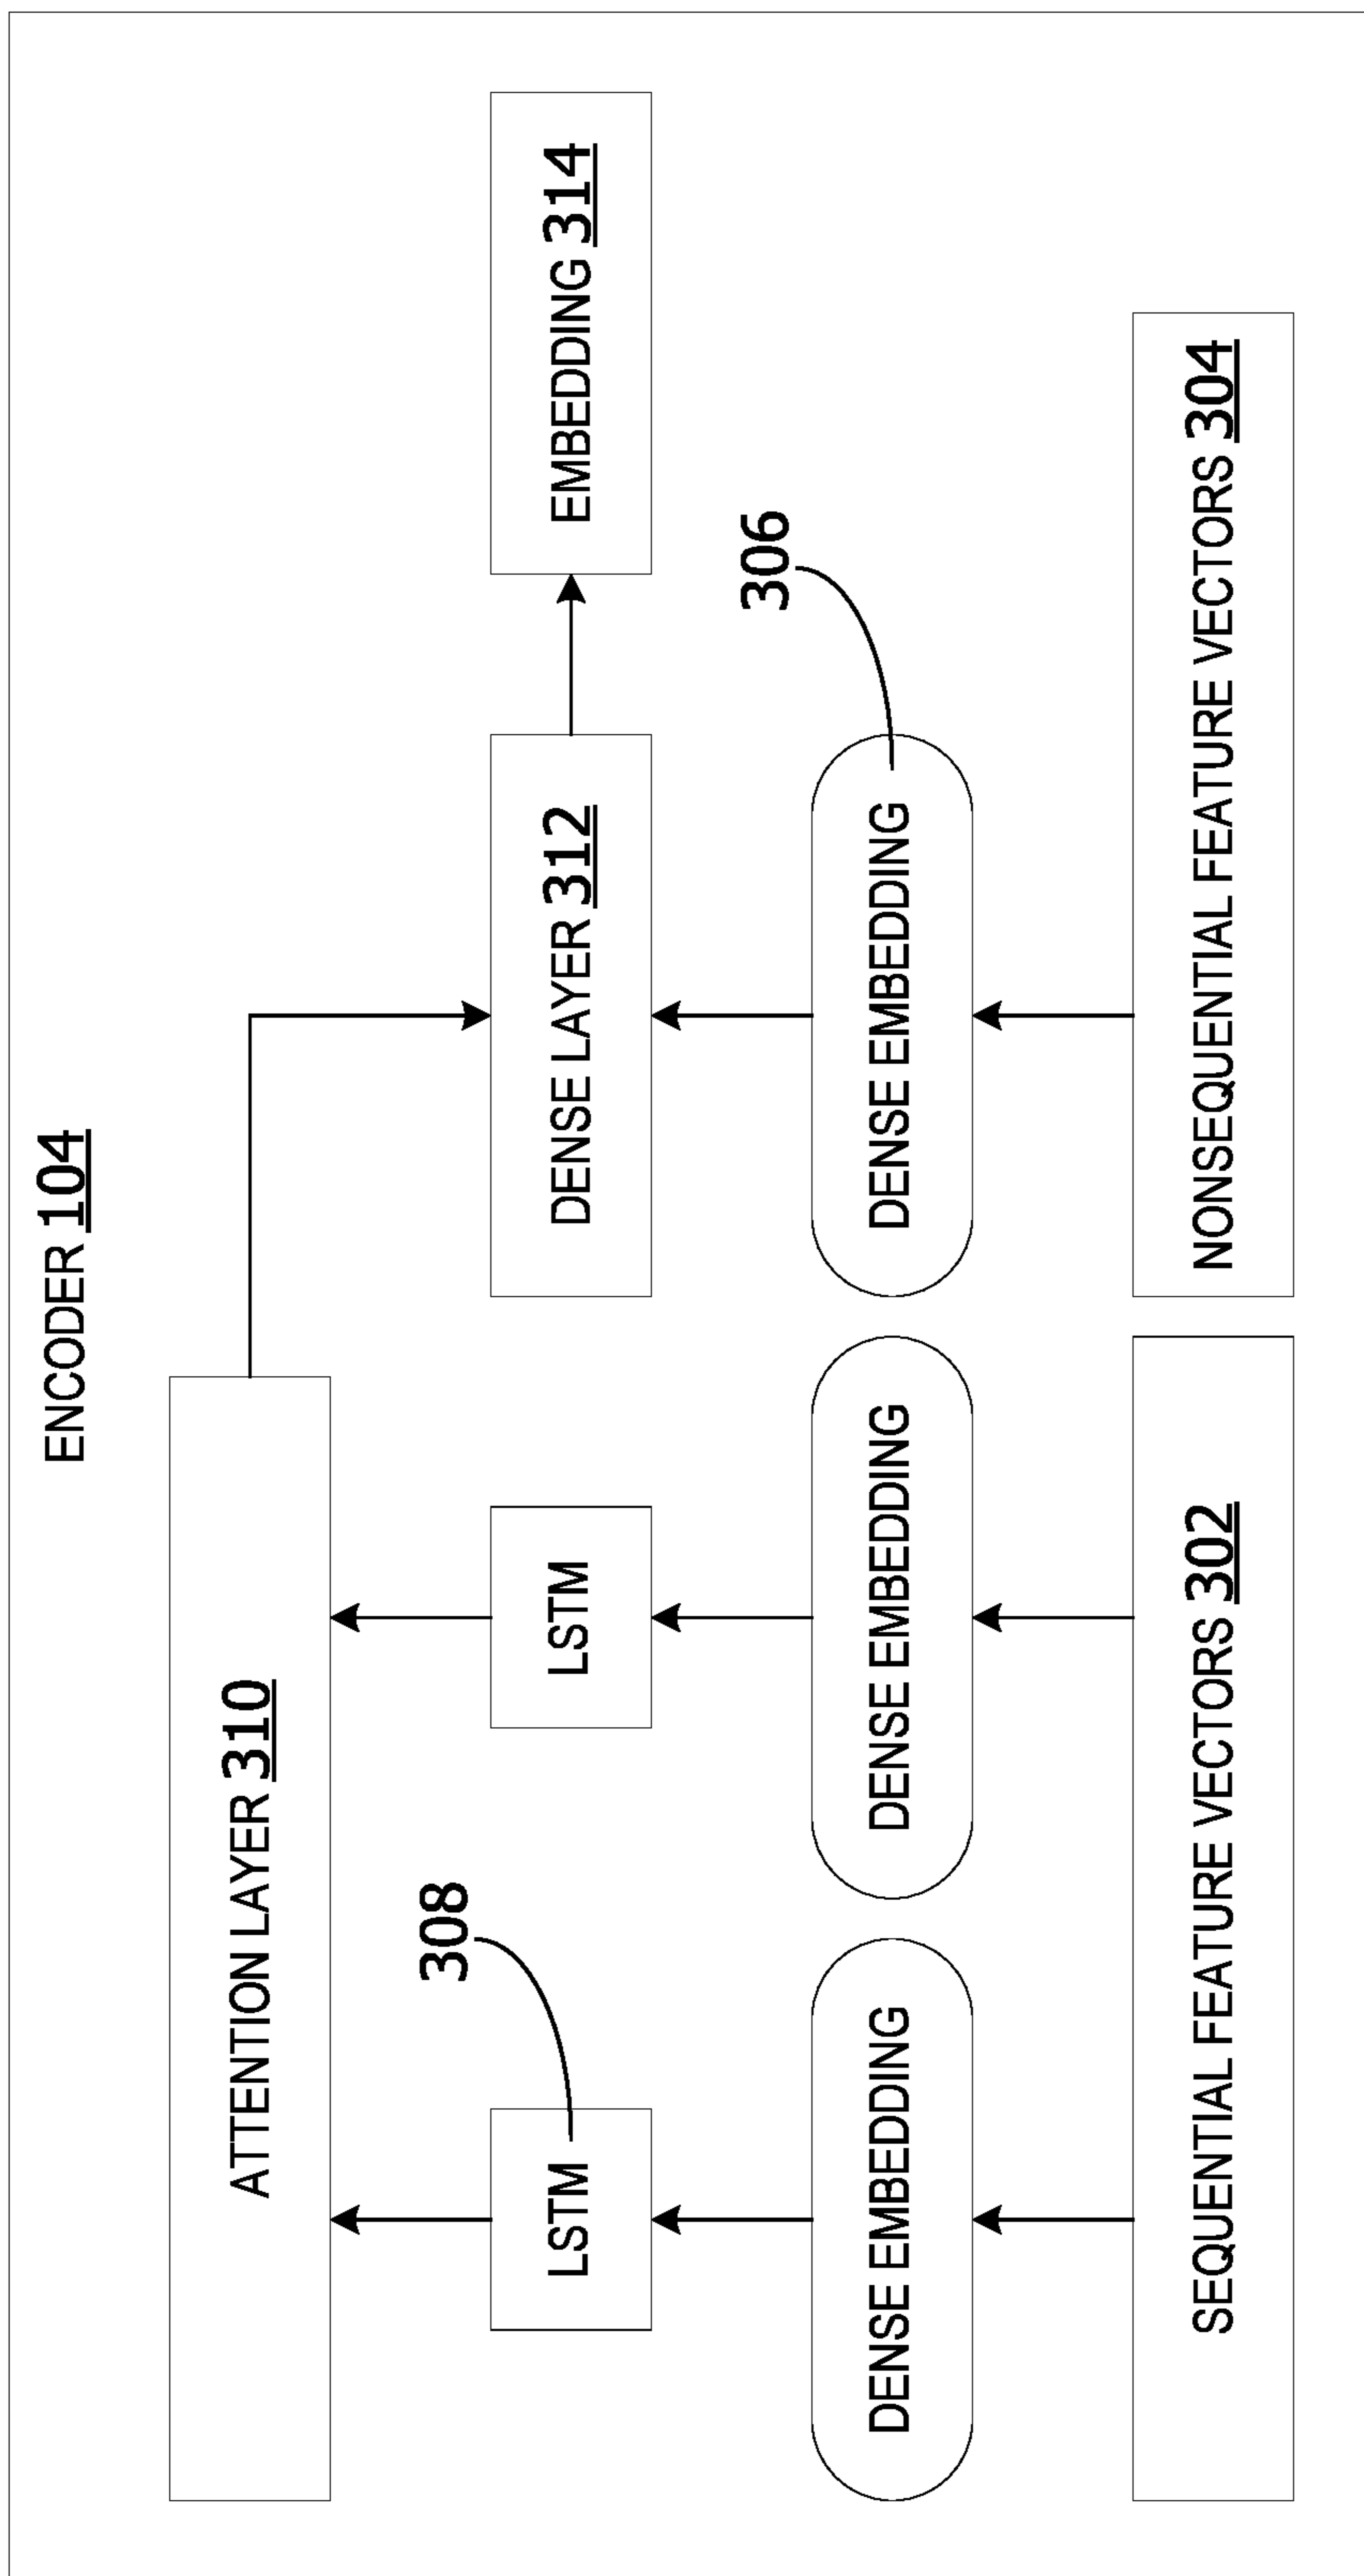 ENCODER 104
ATTENTION LAYER 310
308
LSTM
LSTM
DENSE LAYER 312
EMBEDDING 314
306
DENSE EMBEDDING
DENSE EMBEDDING
DENSE EMBEDDING
SEQUENTIAL FEATURE VECTORS 302
NONSEQUENTIAL FEATURE VECTORS 304